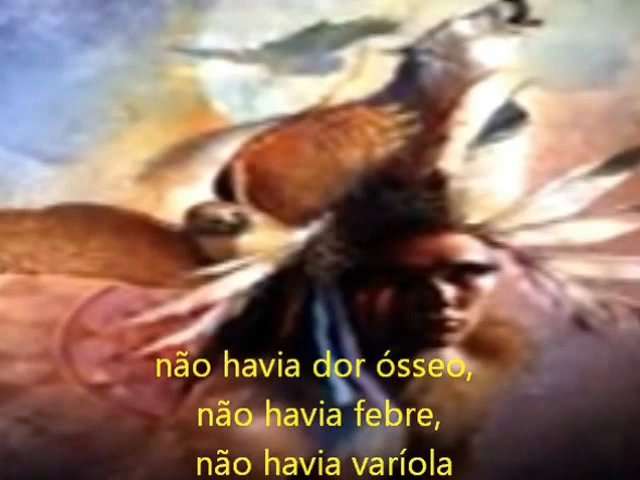 não havia dor ósseo,
não havia febre,
não havia varíola